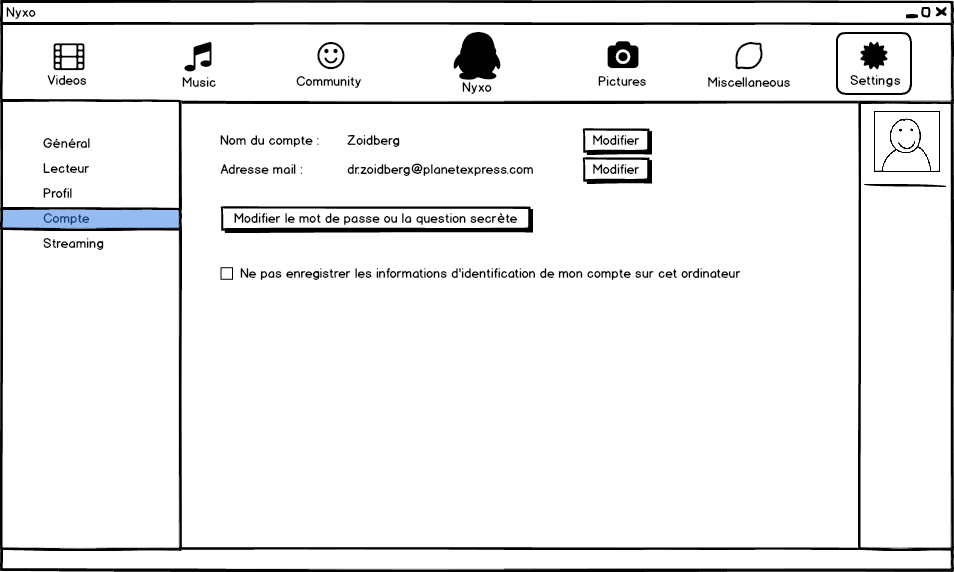 Nyxo
Videos
Music
Community
Nyxo
Pictures
Miscellaneous
Settings
Général
Lecteur
Profil
Compte
Streaming
Nom du compte : Zoidberg Modifier
Adresse mail : dr.zoidberg@planetexpress.com Modifier
Modifier le mot de passe ou la question secrète
Ne pas enregistrer les informations d'identification de mon compte sur cet ordinateur